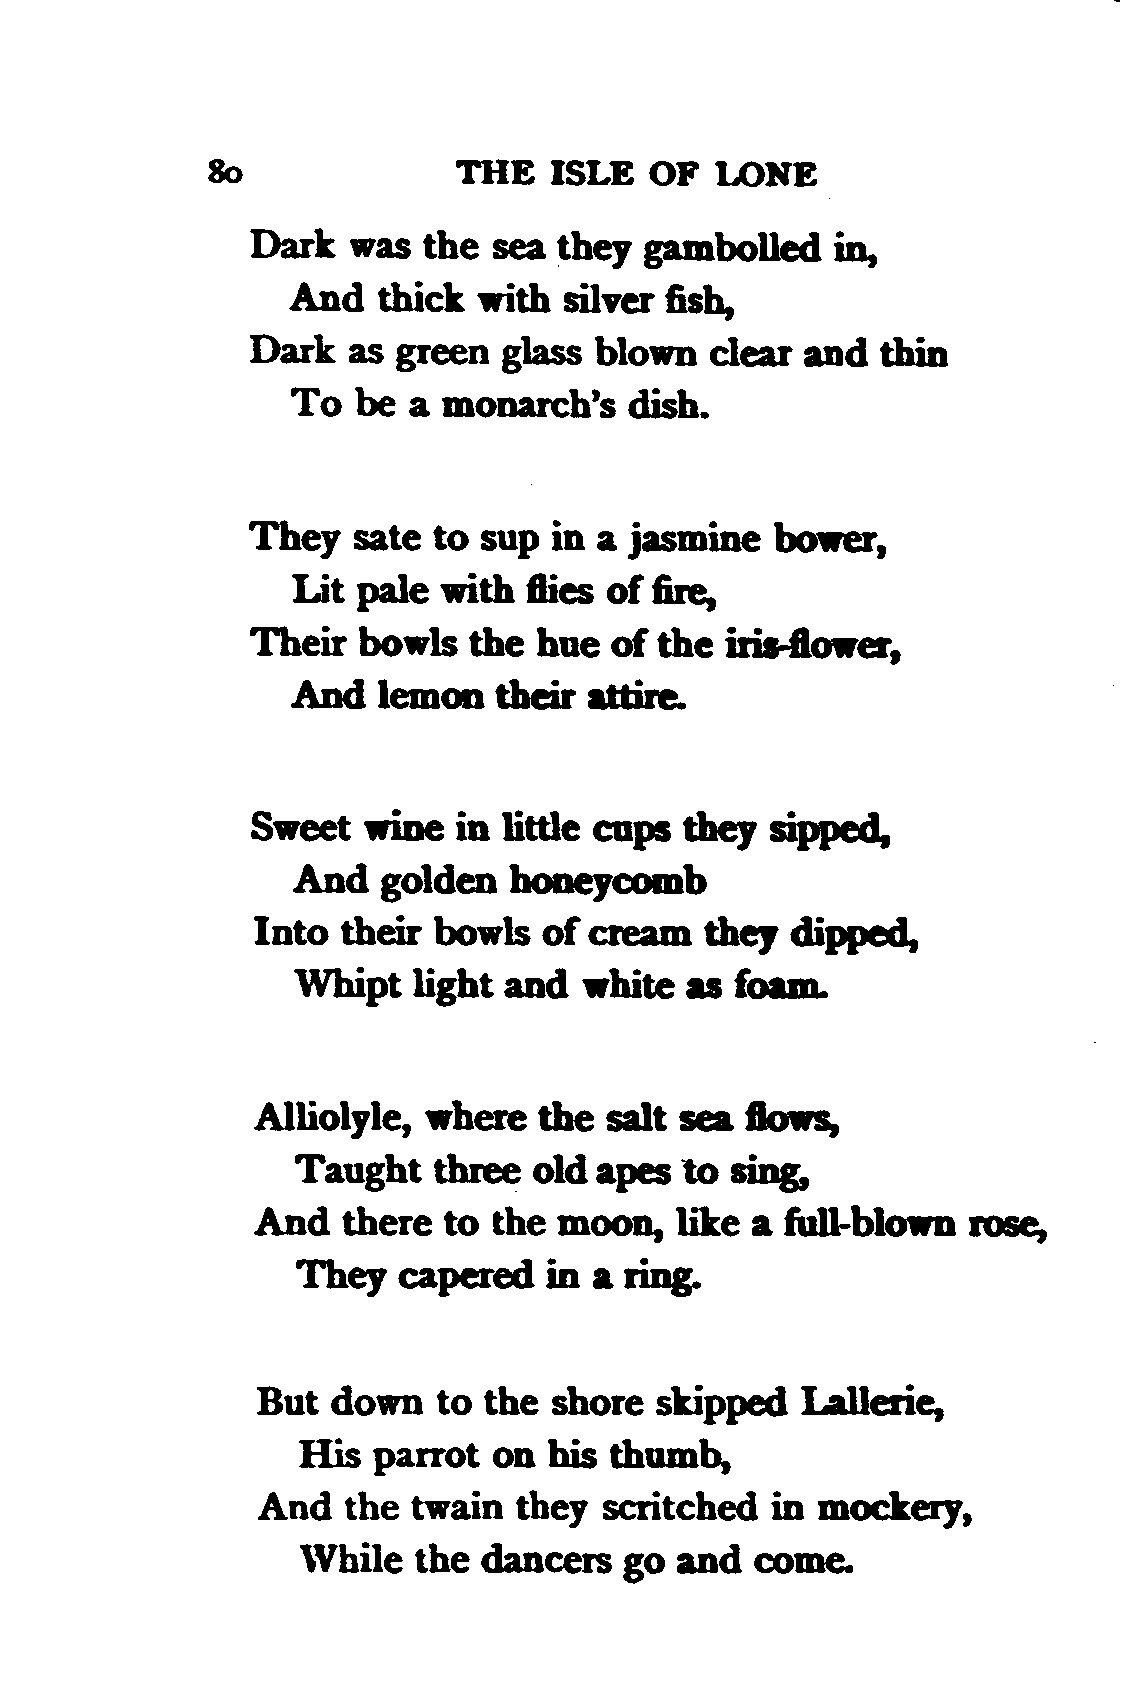 80 THE ISLE OF LONE
Dark was the sea they gambolled in,
And thick with silver fish,
Dark as green glass blown clear and thin
To be a monarch's dish.
They sate to sup in a jasmine bower,
Lit pale with flies of fire,
Their bowls the hue of the iris-flower,
And lemon their attire.
Sweet wine in little cups they sipped,
And golden honeycomb
Into their bowls of cream they dipped,
Whipt light and white as foam.
Alliolyle, where the salt sea flows,
Taught three old apes to sing,
And there to the moon, like a full-blown rose,
They capered in a ring.
But down to the shore skipped Lallerie,
His parrot on his thumb,
And the twain they scritched in mockery,
While the dancers go and come.